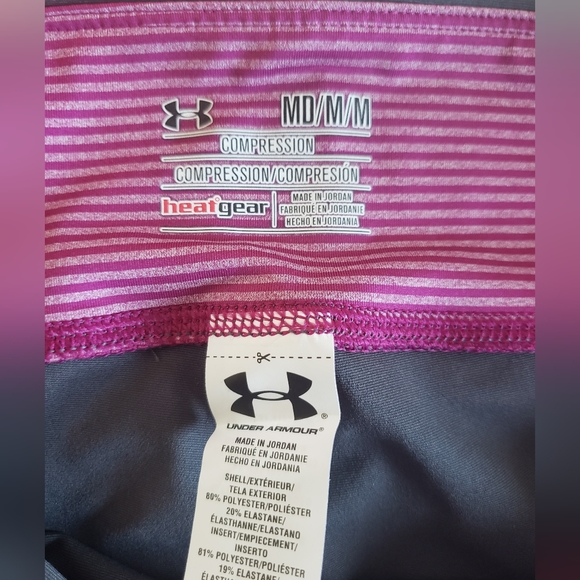 MD/M/M
COMPRESSION
COMPRESSION/COMPRESIÓN
heatgear
MADE IN JORDAN
FABRIQUÉ EN JORDANIE
HECHO EN JORDANIA
UNDER ARMOUR®
MADE IN JORDAN
FABRIQUÉ EN JORDANIE
HECHO EN JORDANIA
SHELL/EXTÉRIEUR/
TELA EXTERIOR
80% POLYESTER/POLIÉSTER
20% ELASTANE/
ÉLASTHANNE/ELASTANO
INSERT/EMPIECEMENT/
INSERTO
81% POLYESTER/POLIÉSTER
19% ELASTANE/